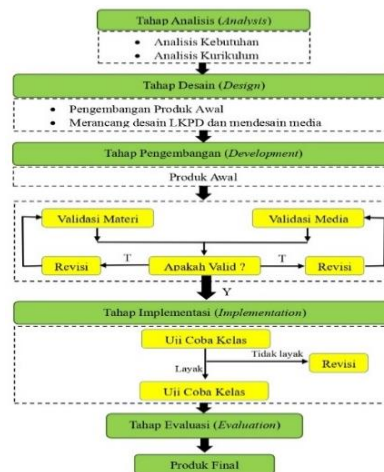 Tahap Analisis (Analysis)
• Analisis Kebutuhan
• Analisis Kurikulum
Tahap Desain (Design)
• Pengembangan Produk Awal
• Merancang desain LKPD dan mendesain media
Tahap Pengembangan (Development)
Produk Awal
Validasi Materi
Validasi Media
Revisi
T
Apakah Valid ?
T
Revisi
Y
Tahap Implementasi (Implementation)
Uji Coba Kelas
Tidak layak
Layak
Revisi
Uji Coba Kelas
Tahap Evaluasi (Evaluation)
Produk Final